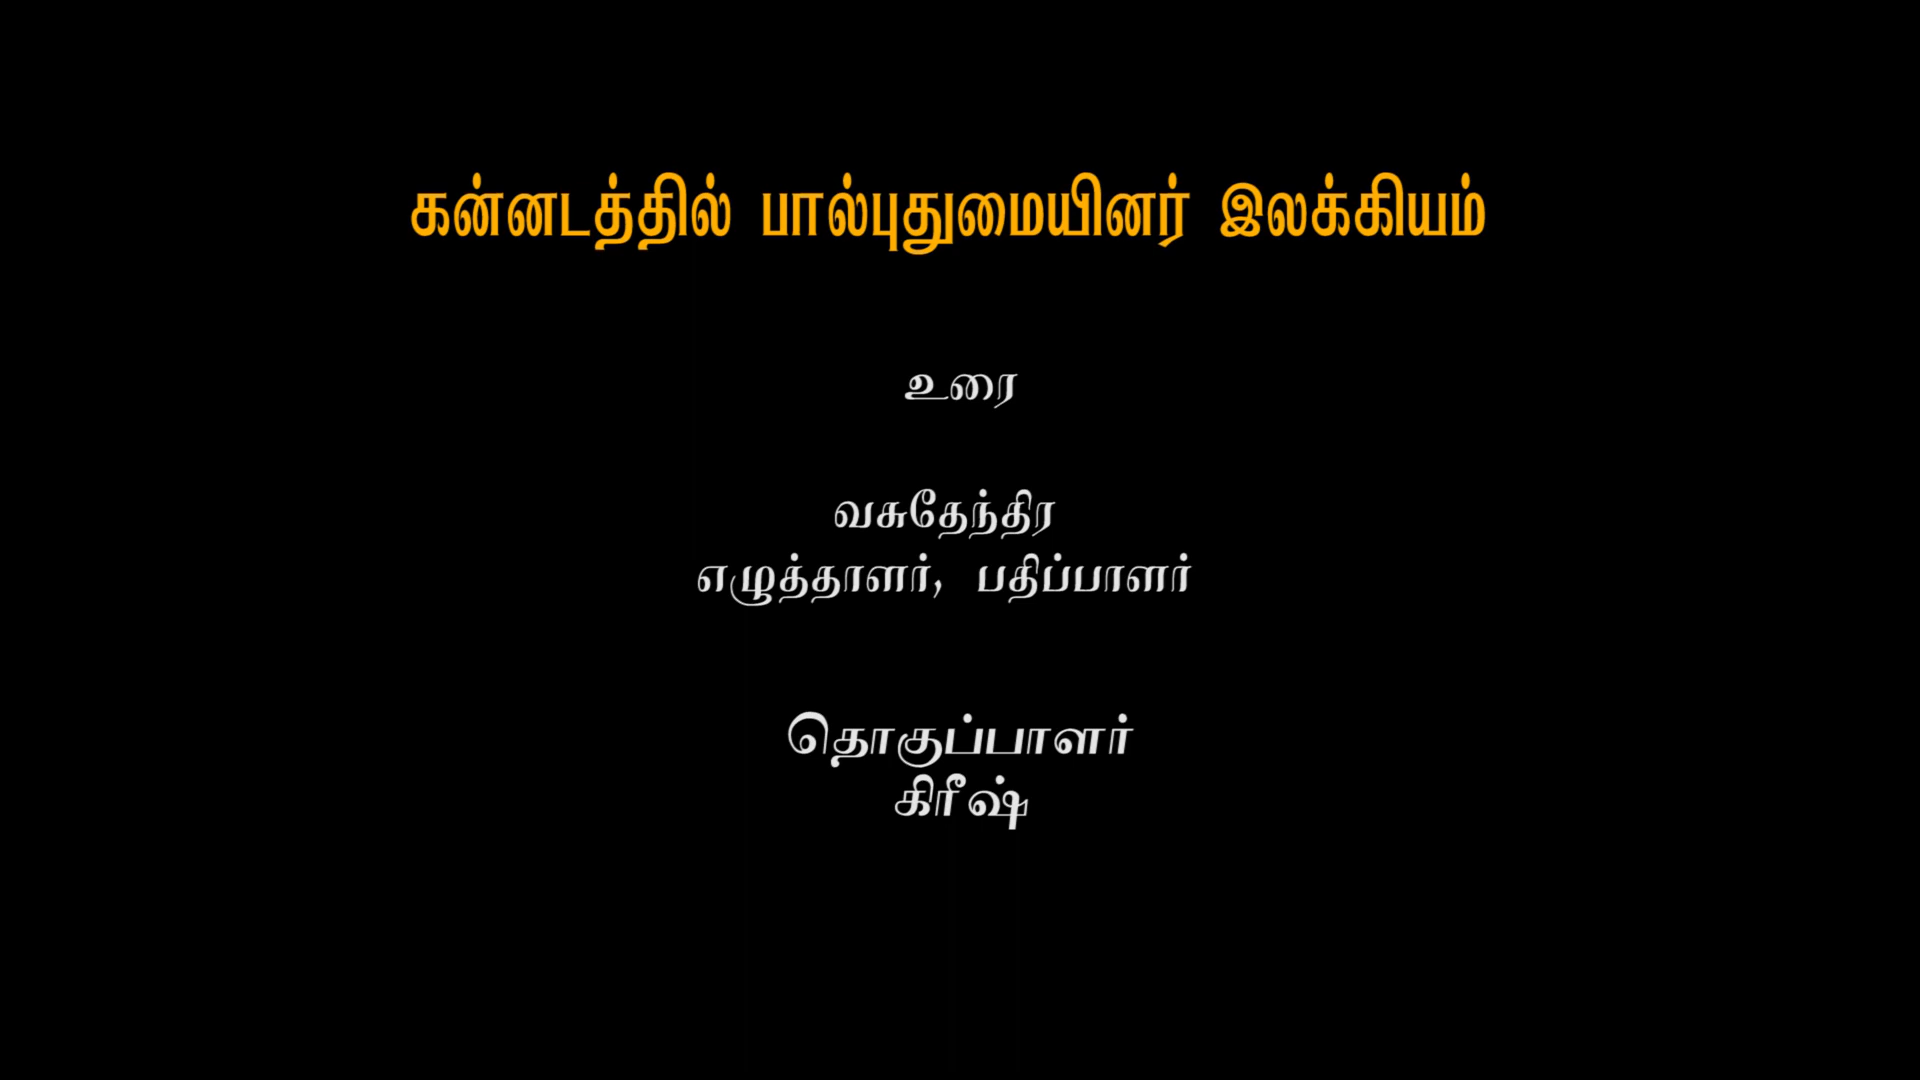 கன்னடத்தில் பால்புதுமையினர் இலக்கியம்
உரை
வசுதேந்திர
எழுத்தாளர், பதிப்பாளர்
தொகுப்பாளர்
கிரீஷ்